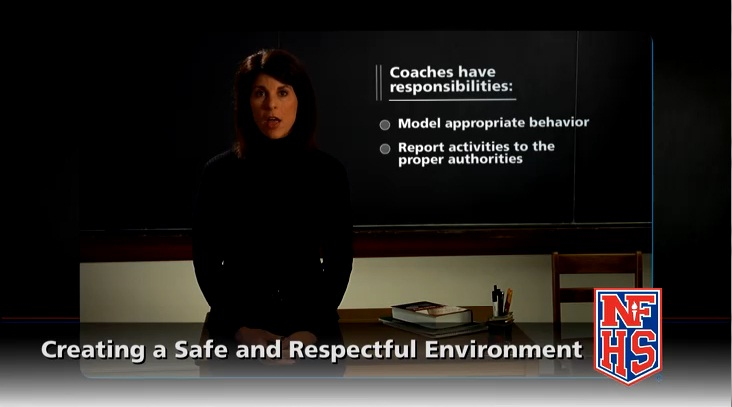 Coaches have
responsibilities:
Model appropriate behavior
Report activities to the
proper authorities
Creating a Safe and Respectful Environment
NF
HS